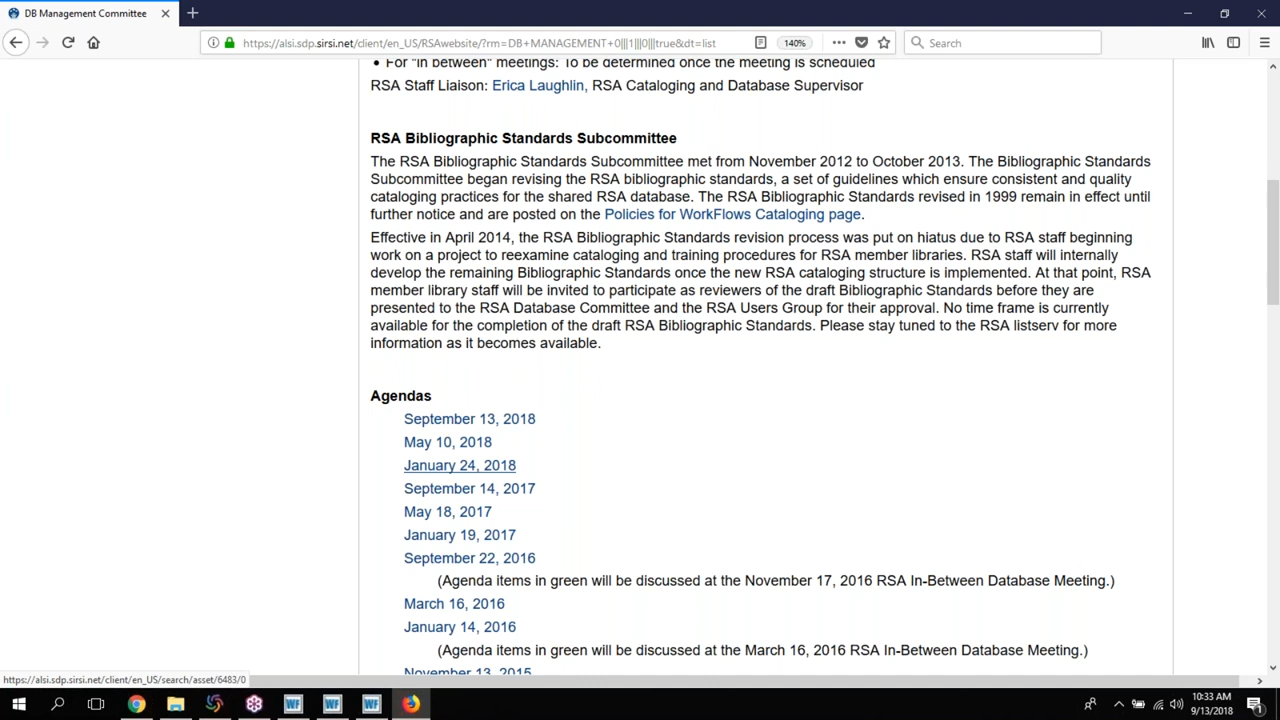 DB Management Committee
https://alsi.sdp.sirsi.net/client/en_US/RSAwebsite/?rm=DB+MANAGEMENT+0|||1|||0|||true&dt=list
140%
Search
• For "in between" meetings: To be determined once the meeting is scheduled
RSA Staff Liaison: Erica Laughlin, RSA Cataloging and Database Supervisor
RSA Bibliographic Standards Subcommittee
The RSA Bibliographic Standards Subcommittee met from November 2012 to October 2013. The Bibliographic Standards
Subcommittee began revising the RSA bibliographic standards, a set of guidelines which ensure consistent and quality
cataloging practices for the shared RSA database. The RSA Bibliographic Standards revised in 1999 remain in effect until
further notice and are posted on the Policies for WorkFlows Cataloging page.
Effective in April 2014, the RSA Bibliographic Standards revision process was put on hiatus due to RSA staff beginning
work on a project to reexamine cataloging and training procedures for RSA member libraries. RSA staff will internally
develop the remaining Bibliographic Standards once the new RSA cataloging structure is implemented. At that point, RSA
member library staff will be invited to participate as reviewers of the draft Bibliographic Standards before they are
presented to the RSA Database Committee and the RSA Users Group for their approval. No time frame is currently
available for the completion of the draft RSA Bibliographic Standards. Please stay tuned to the RSA listserv for more
information as it becomes available.
Agendas
September 13, 2018
May 10, 2018
January 24, 2018
September 14, 2017
May 18, 2017
January 19, 2017
September 22, 2016
(Agenda items in green will be discussed at the November 17, 2016 RSA In-Between Database Meeting.)
March 16, 2016
January 14, 2016
(Agenda items in green will be discussed at the March 16, 2016 RSA In-Between Database Meeting.)
November 13, 2015
https://alsi.sdp.sirsi.net/client/en_US/search/asset/6483/0
WF
WF
WF
10:33 AM
9/13/2018
1